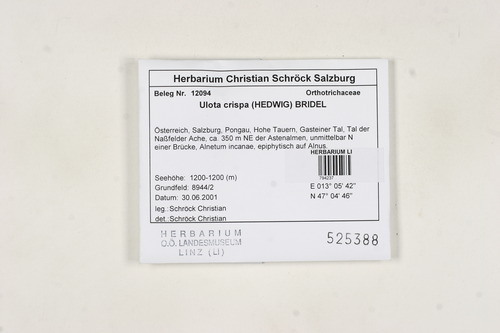 Herbarium Christian Schröck Salzburg
Beleg Nr. 12094 Orthotrichaceae
Ulota crispa (HEDWIG) BRIDEL
Österreich, Salzburg, Pongau, Hohe Tauern, Gasteiner Tal, Tal der
Naßfelder Ache, ca. 350 m NE der Astenalmen, unmittelbar N
einer Brücke, Alnetum incanae, epiphytisch auf Alnus.
HERBARIUM LI
784237
Seehöhe: 1200-1200 (m)
Grundfeld: 8944/2 E 013° 05' 42"
Datum: 30.06.2001 N 47° 04' 46"
leg.: Schröck Christian
det.: Schröck Christian
HERBARIUM
O.Ö. LANDESMUSEUM
LINZ (LI)
525388